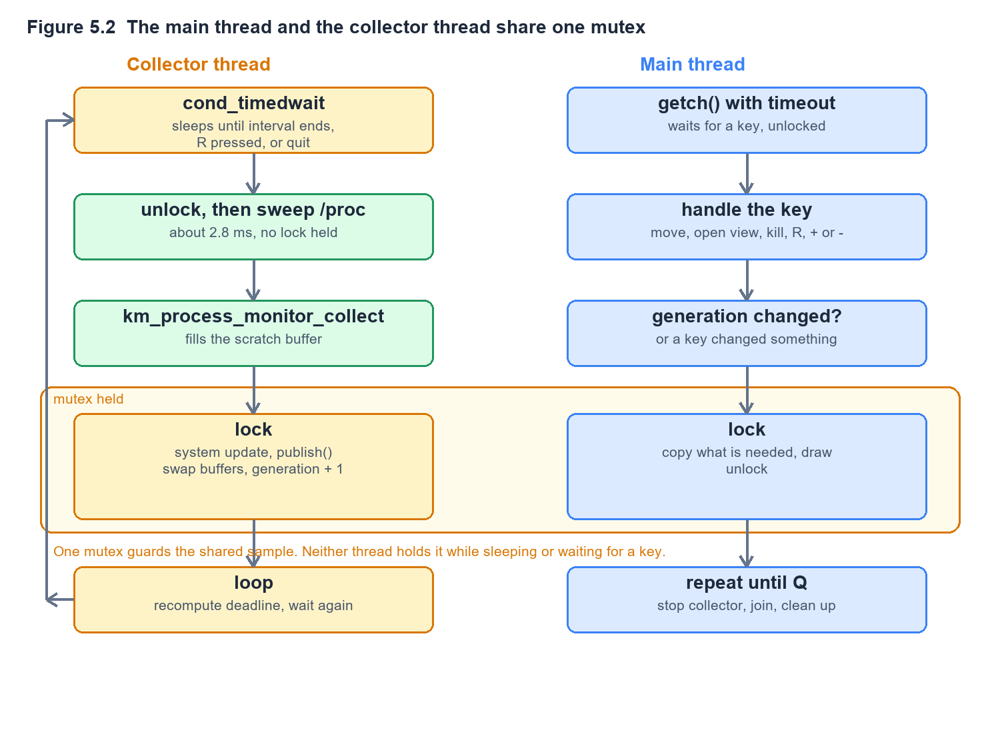 Figure 5.2  The main thread and the collector thread share one mutex
Collector thread
cond_timedwait
sleeps until interval ends,
R pressed, or quit
unlock, then sweep /proc
about 2.8 ms, no lock held
km_process_monitor_collect
fills the scratch buffer
Main thread
getch() with timeout
waits for a key, unlocked
handle the key
move, open view, kill, R, + or -
generation changed?
or a key changed something
mutex held
lock
system update, publish()
swap buffers, generation + 1
lock
copy what is needed, draw
unlock
One mutex guards the shared sample. Neither thread holds it while sleeping or waiting for a key.
loop
recompute deadline, wait again
repeat until Q
stop collector, join, clean up